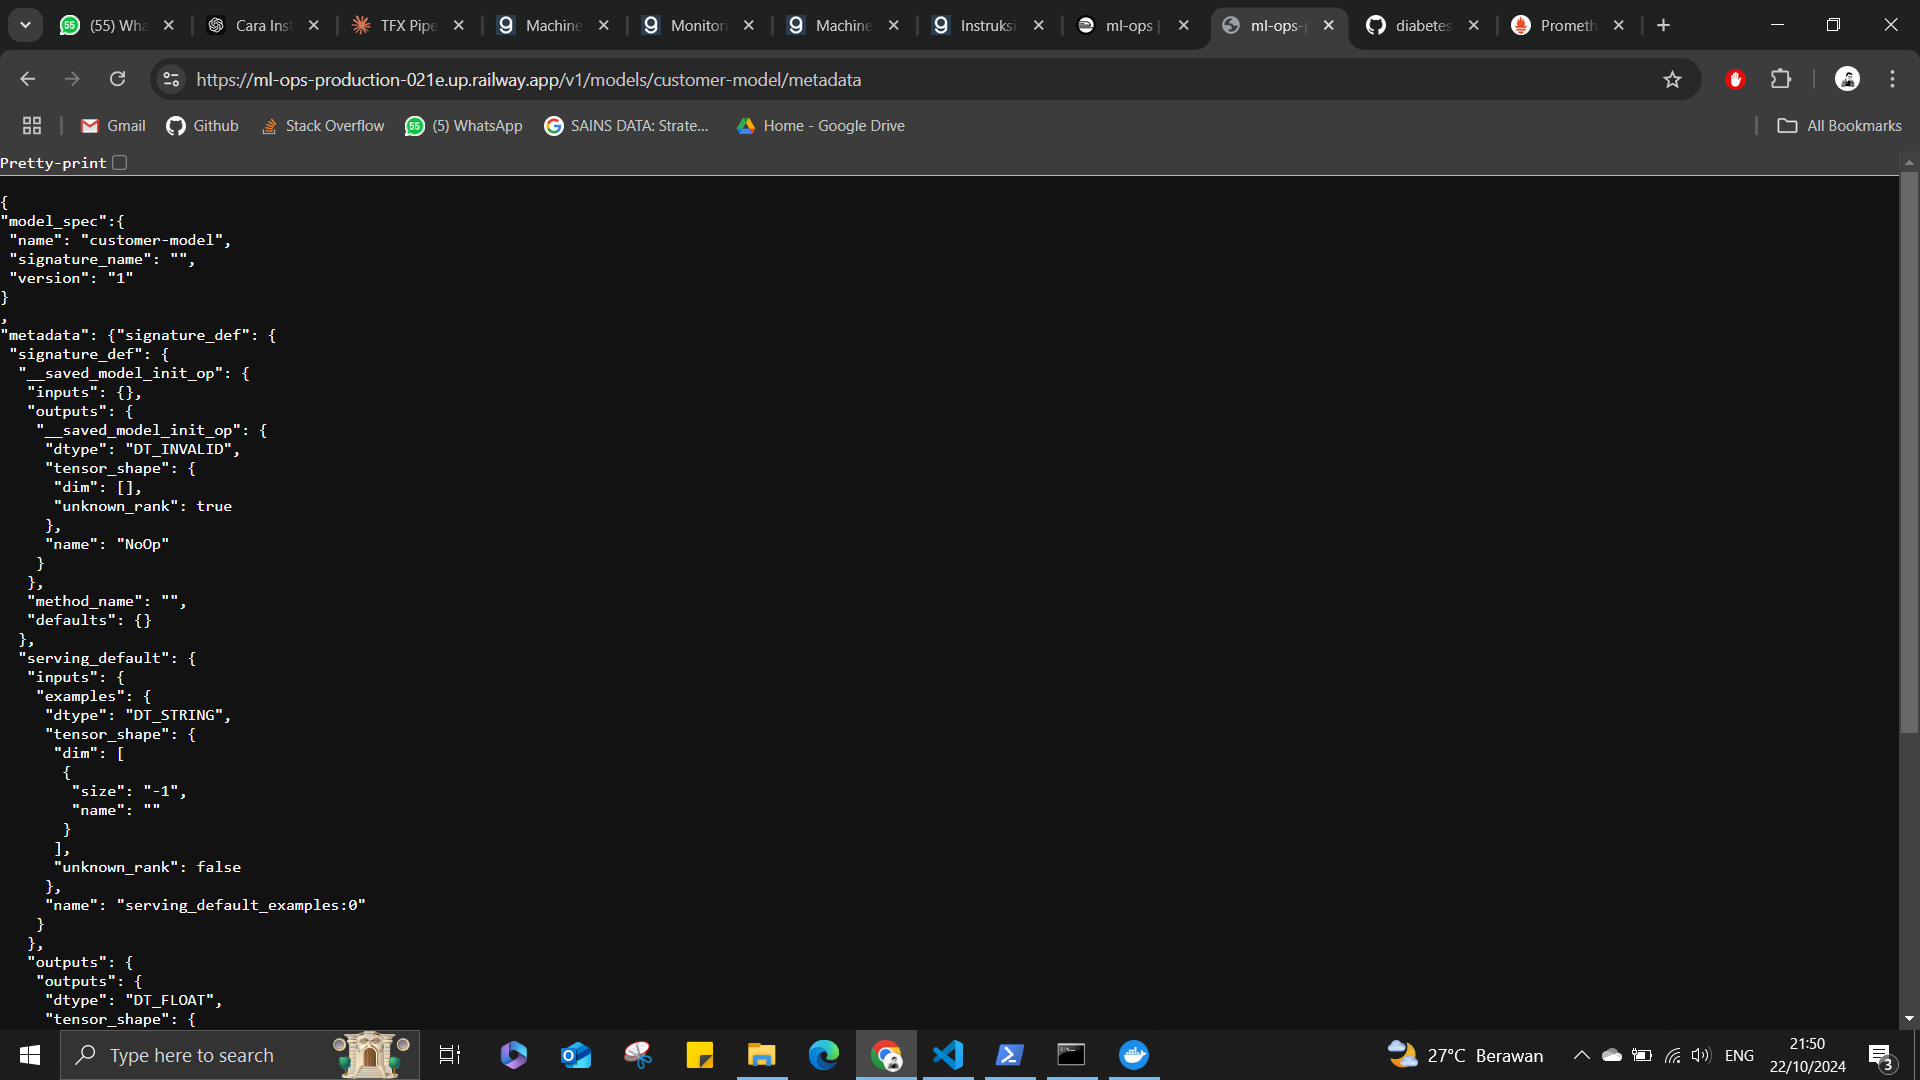 (55) Wha
Cara Inst
TFX Pipe
Machine
Monitori
Machine
Instruksi
ml-ops |
ml-ops-p
diabetes
Prometh
https://ml-ops-production-021e.up.railway.app/v1/models/customer-model/metadata
Gmail
Github
Stack Overflow
(5) WhatsApp
SAINS DATA: Strate...
Home - Google Drive
All Bookmarks
Pretty-print
{
"model_spec":{
"name": "customer-model",
"signature_name": "",
"version": "1"
}
,
"metadata": {"signature_def": {
"signature_def": {
"__saved_model_init_op": {
"inputs": {},
"outputs": {
"__saved_model_init_op": {
"dtype": "DT_INVALID",
"tensor_shape": {
"dim": [],
"unknown_rank": true
},
"name": "NoOp"
}
},
"method_name": "",
"defaults": {}
},
"serving_default": {
"inputs": {
"examples": {
"dtype": "DT_STRING",
"tensor_shape": {
"dim": [
{
"size": "-1",
"name": ""
}
],
"unknown_rank": false
},
"name": "serving_default_examples:0"
}
},
"outputs": {
"outputs": {
"dtype": "DT_FLOAT",
"tensor_shape": {
Type here to search
27°C Berawan
ENG
21:50
22/10/2024
3